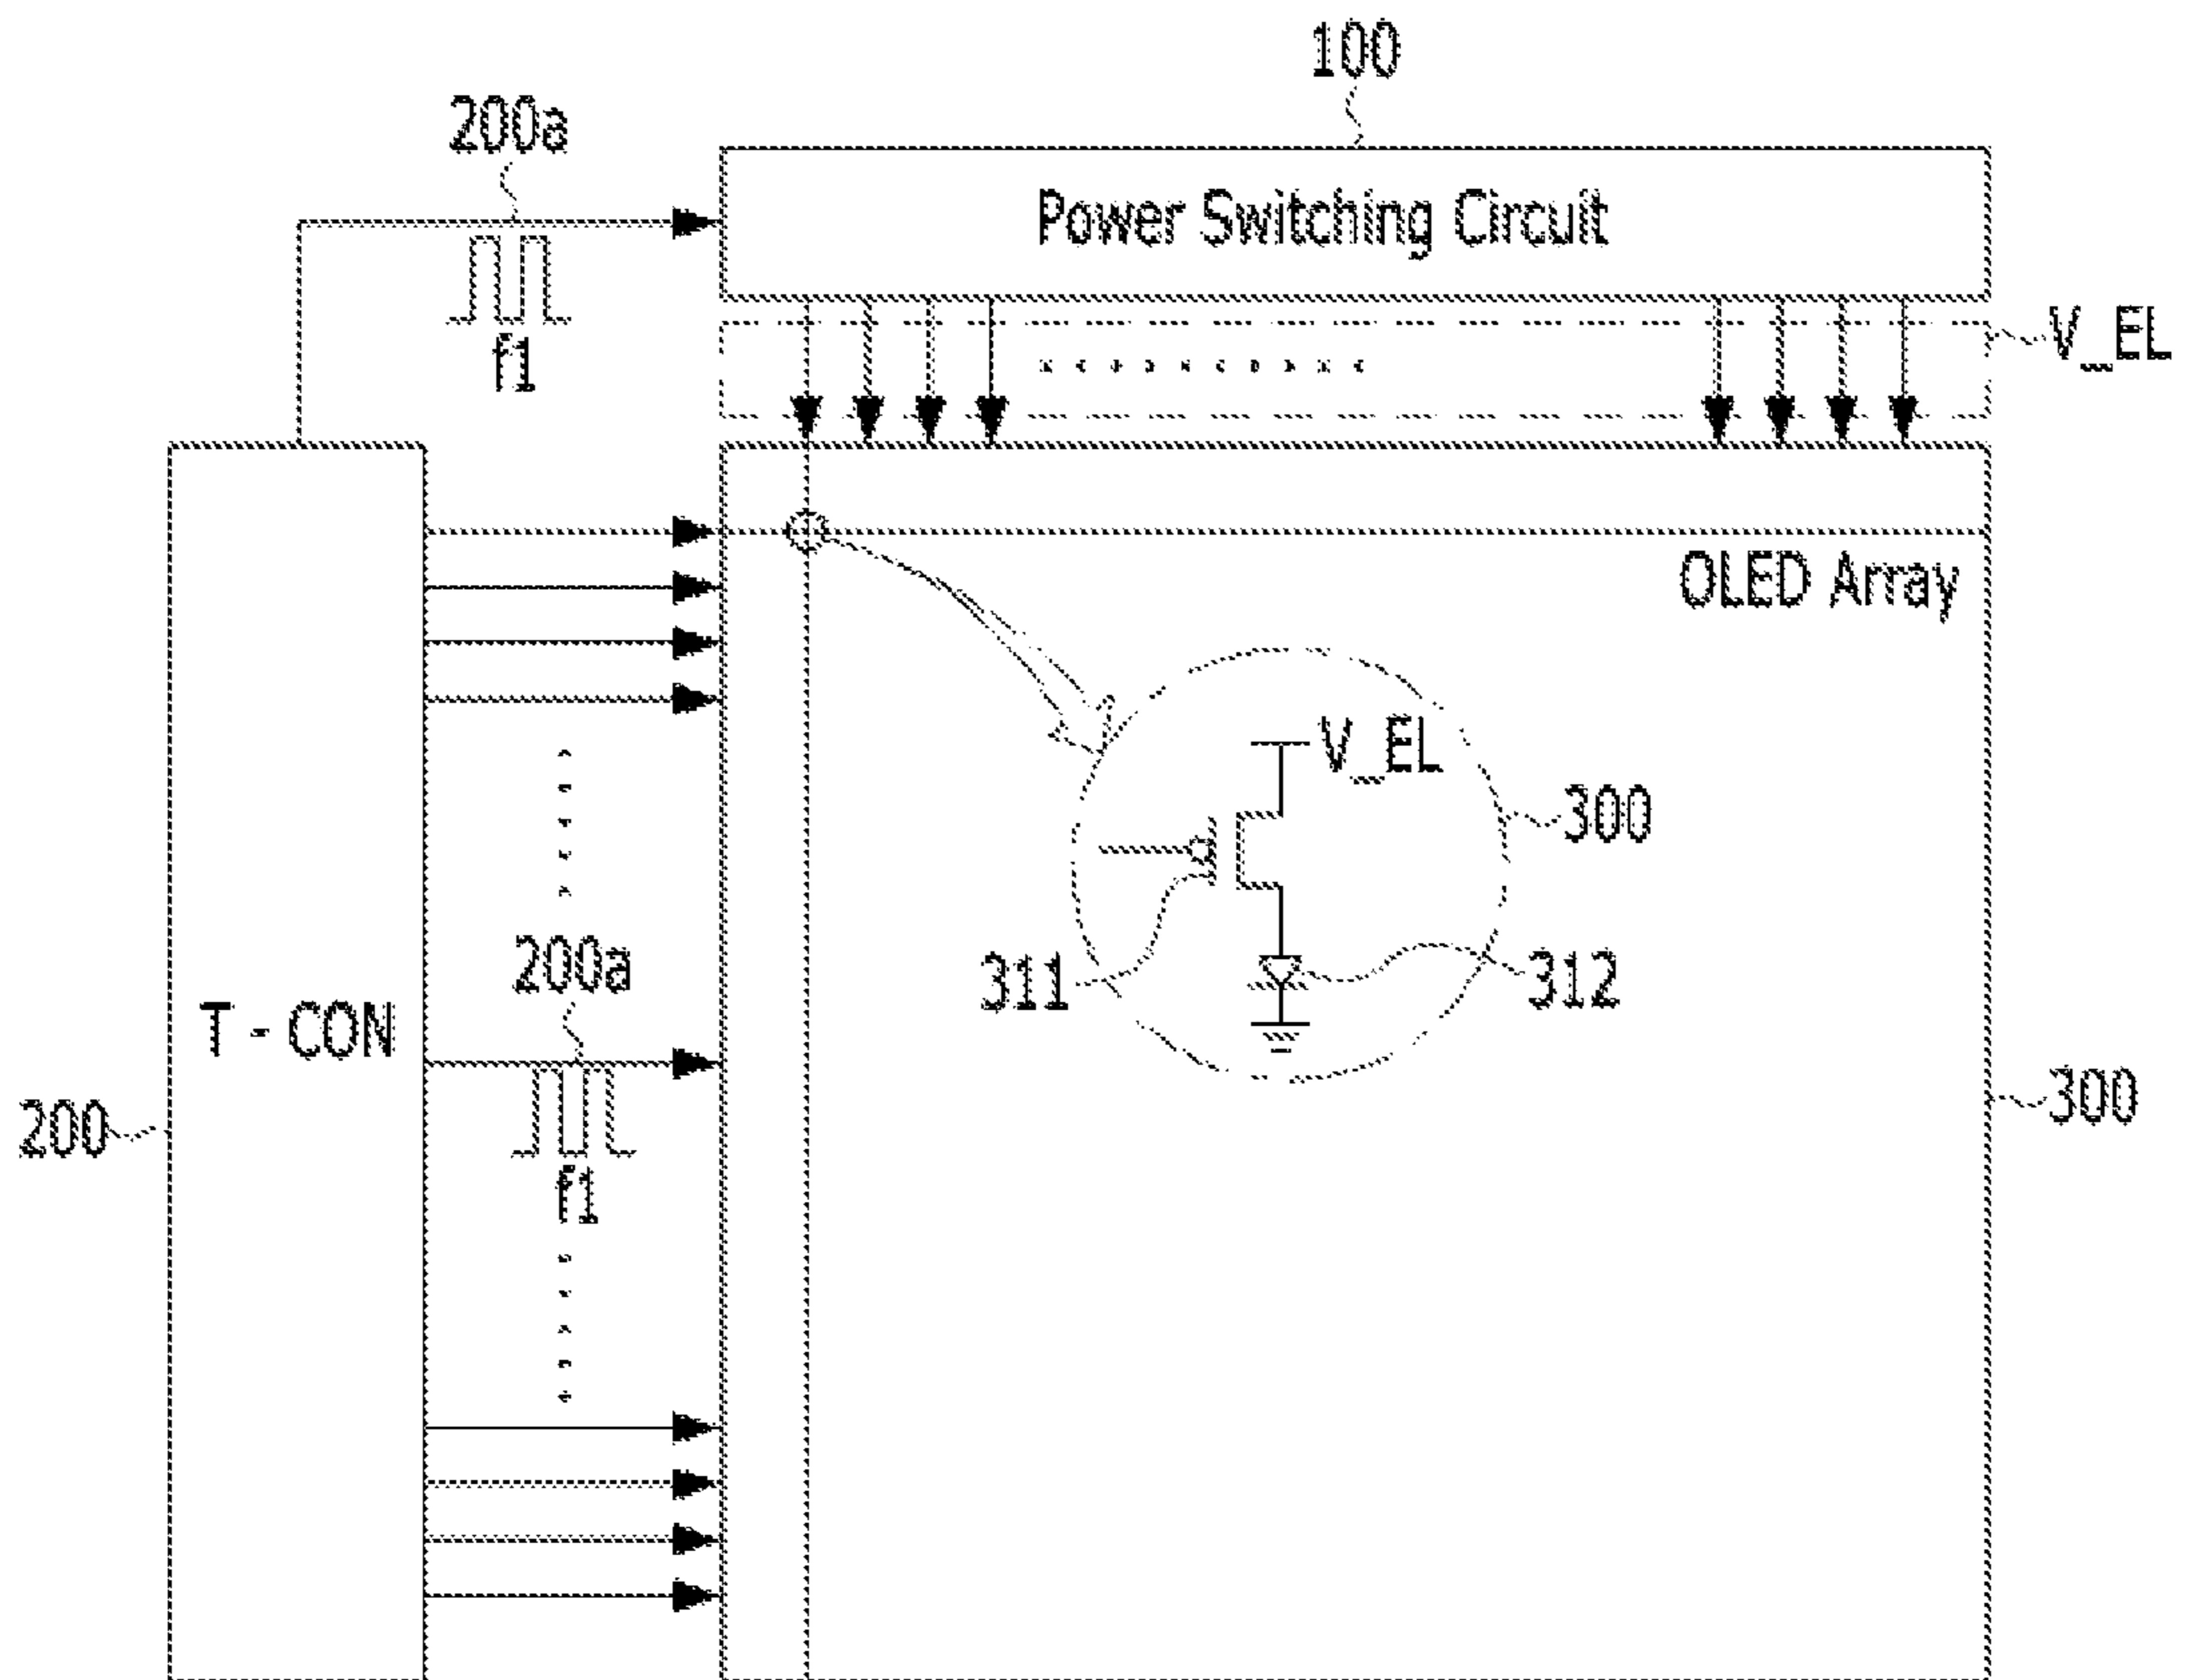 100
200a
Power Switching Circuit
f1
V_EL
OLED Array
V_EL
300
311
312
200a
T - CON
200
300
f1